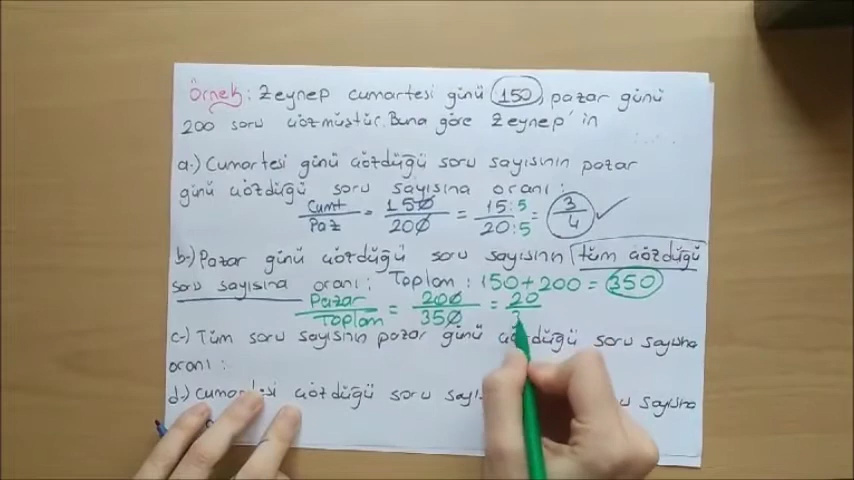 Örnek: Zeynep cumartesi günü 150, pazar günü
200 soru çözmüştür. Buna göre Zeynep'in
a-) Cumartesi günü çözdüğü soru sayısının pazar
günü çözdüğü soru sayısına oranı:
Cumt / Paz = 150 / 200 = 15:5 / 20:5 = 3 / 4 ✓
b-) Pazar günü çözdüğü soru sayısının tüm çözdüğü
soru sayısına oranı: Toplam: 150+200 = 350
Pazar / Toplam = 200 / 350 = 20 / 3
c-) Tüm soru sayısının pazar günü çözdüğü soru sayısına
oranı:
d-) Cumartesi çözdüğü soru sayısına